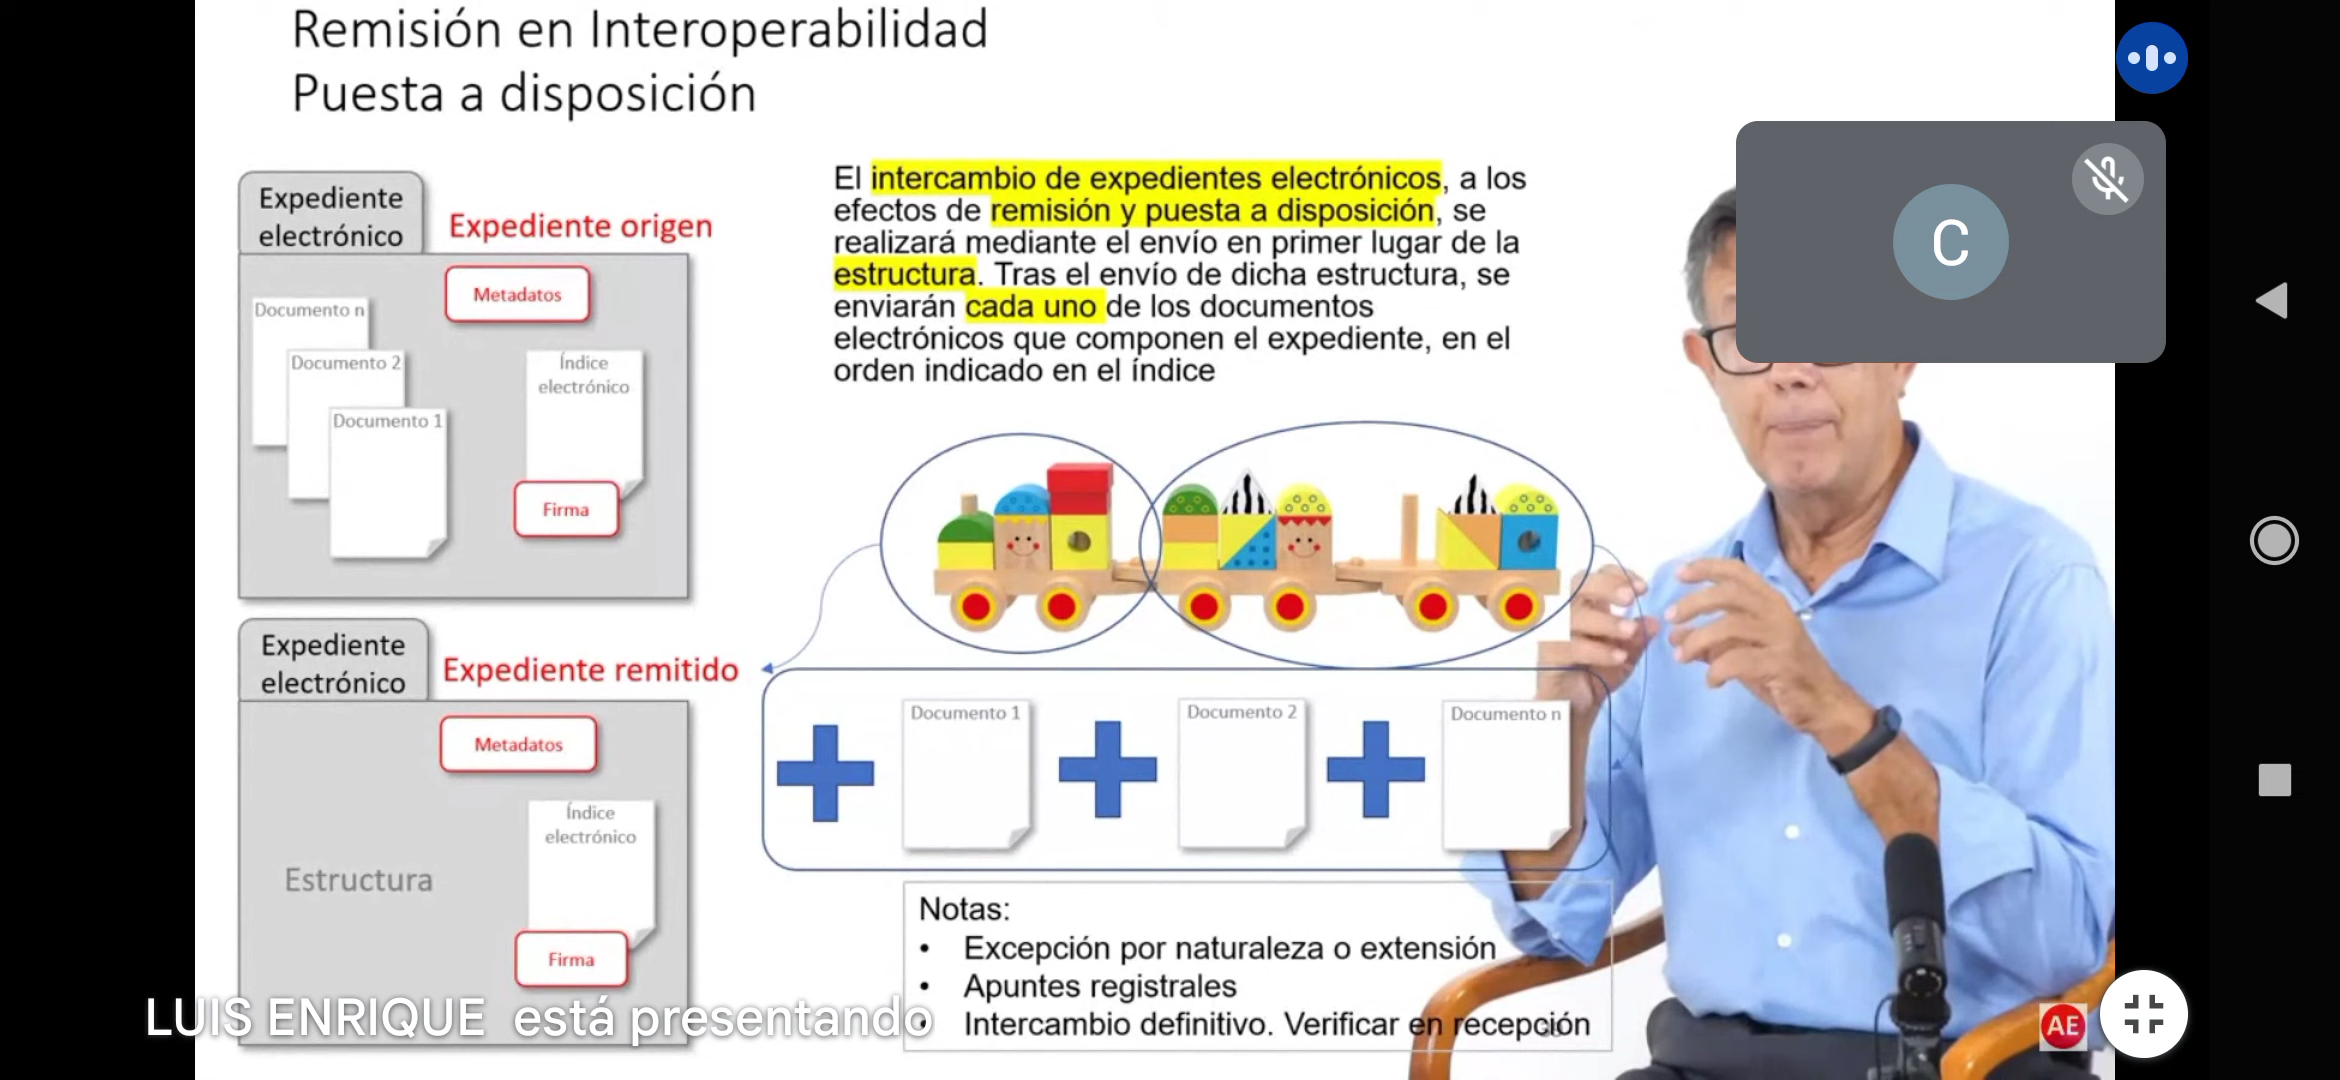 Remisión en Interoperabilidad
Puesta a disposición
Expediente
electrónico
Expediente origen
Metadatos
Documento n
Documento 2
Documento 1
Índice
electrónico
Firma
El intercambio de expedientes electrónicos, a los
efectos de remisión y puesta a disposición, se
realizará mediante el envío en primer lugar de la
estructura. Tras el envío de dicha estructura, se
enviarán cada uno de los documentos
electrónicos que componen el expediente, en el
orden indicado en el índice
C
Expediente
electrónico
Expediente remitido
Metadatos
Índice
electrónico
Estructura
Firma
Documento 1
Documento 2
Documento n
Notas:
• Excepción por naturaleza o extensión
• Apuntes registrales
• Intercambio definitivo. Verificar en recepción
LUIS ENRIQUE está presentando
AE